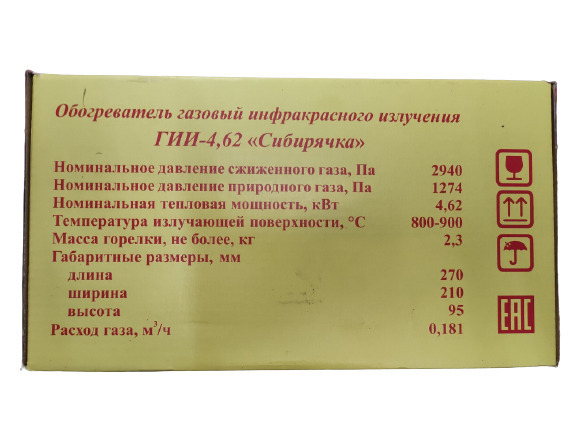 Обогреватель газовый инфракрасного излучения
ГИИ-4,62 «Сибирячка»
Номинальное давление сжиженного газа, Па 2940
Номинальное давление природного газа, Па 1274
Номинальная тепловая мощность, кВт 4,62
Температура излучающей поверхности, °С 800-900
Масса горелки, не более, кг 2,3
Габаритные размеры, мм
длина 270
ширина 210
высота 95
Расход газа, м³/ч 0,181
ЕАС